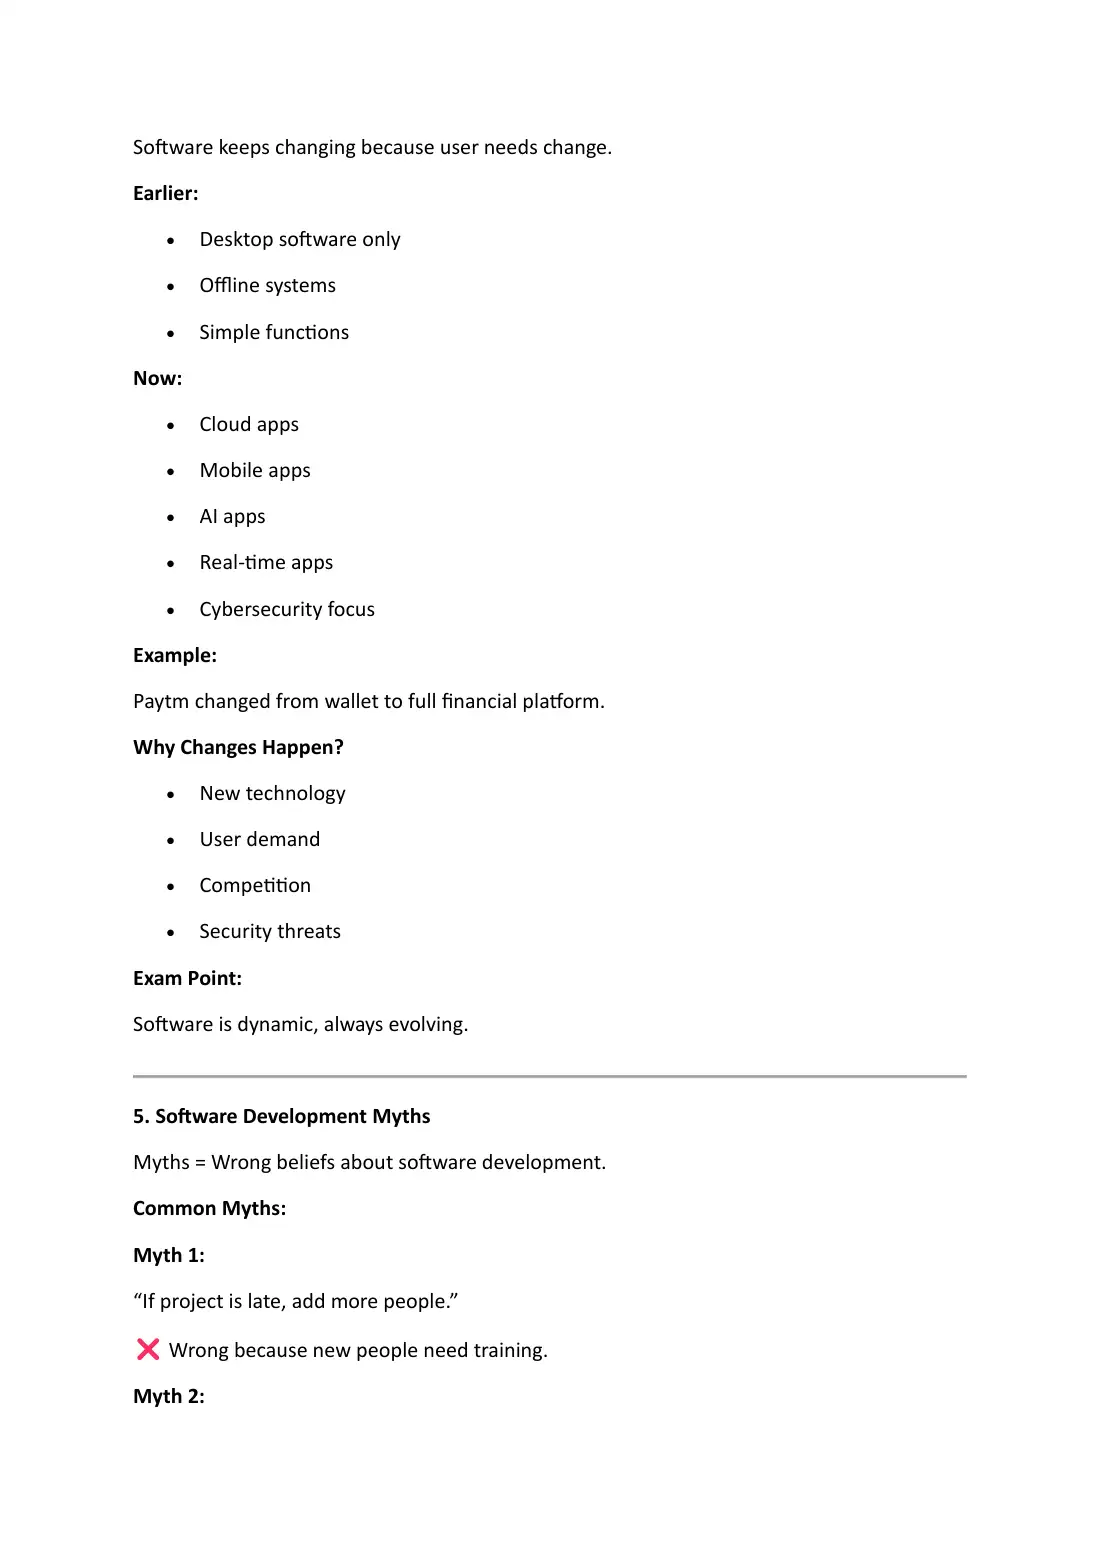 Software keeps changing because user needs change.
Earlier:
• Desktop software only
• Offline systems
• Simple functions
Now:
• Cloud apps
• Mobile apps
• AI apps
• Real-time apps
• Cybersecurity focus
Example:
Paytm changed from wallet to full financial platform.
Why Changes Happen?
• New technology
• User demand
• Competition
• Security threats
Exam Point:
Software is dynamic, always evolving.
5. Software Development Myths
Myths = Wrong beliefs about software development.
Common Myths:
Myth 1:
“If project is late, add more people.”
❌ Wrong because new people need training.
Myth 2: